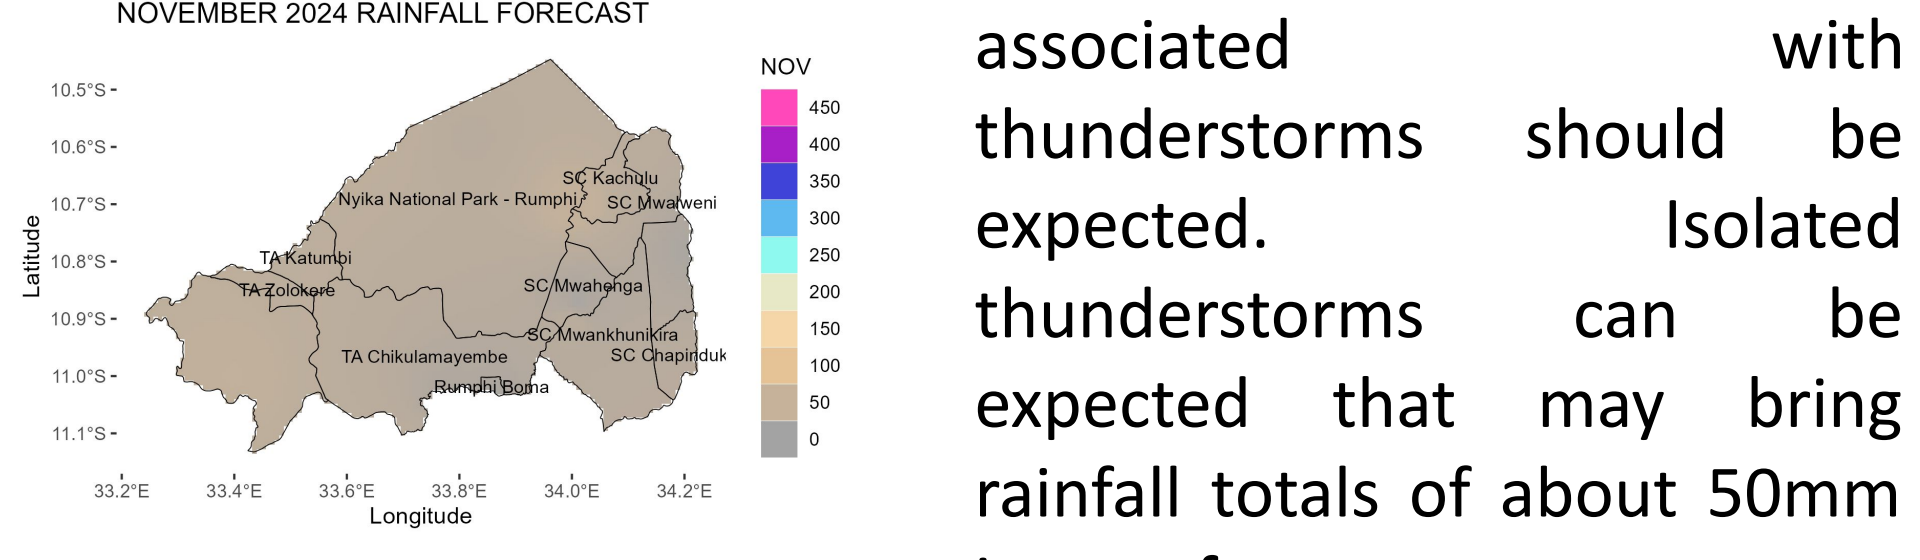 NOVEMBER 2024 RAINFALL FORECAST
NOV
450
400
350
300
250
200
150
100
50
0
Latitude
10.5°S
10.6°S
10.7°S
10.8°S
10.9°S
11.0°S
11.1°S
SC Kachulu
Nyika National Park - Rumphi
SC Mwalweni
TA Katumbi
SC Mwahenga
TA Zolokere
SC Mwankhunikira
TA Chikulamayembe
SC Chapinduk
Rumphi Boma
33.2°E 33.4°E 33.6°E 33.8°E 34.0°E 34.2°E
Longitude
associated with
thunderstorms should be
expected. Isolated
thunderstorms can be
expected that may bring
rainfall totals of about 50mm